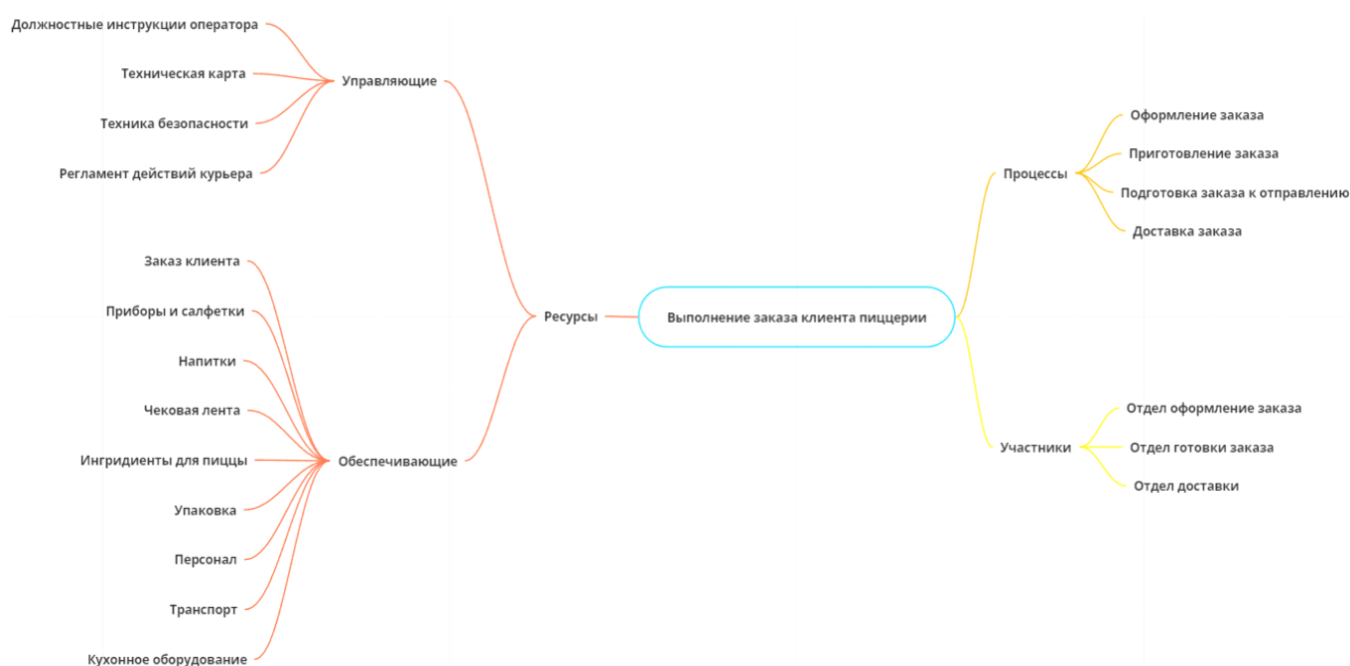 Должностные инструкции оператора
Техническая карта
Управляющие
Техника безопасности
Регламент действий курьера
Заказ клиента
Приборы и салфетки
Напитки
Чековая лента
Ингридиенты для пиццы
Обеспечивающие
Упаковка
Персонал
Транспорт
Кухонное оборудование
Ресурсы
Выполнение заказа клиента пиццерии
Процессы
Оформление заказа
Приготовление заказа
Подготовка заказа к отправлению
Доставка заказа
Участники
Отдел оформление заказа
Отдел готовки заказа
Отдел доставки